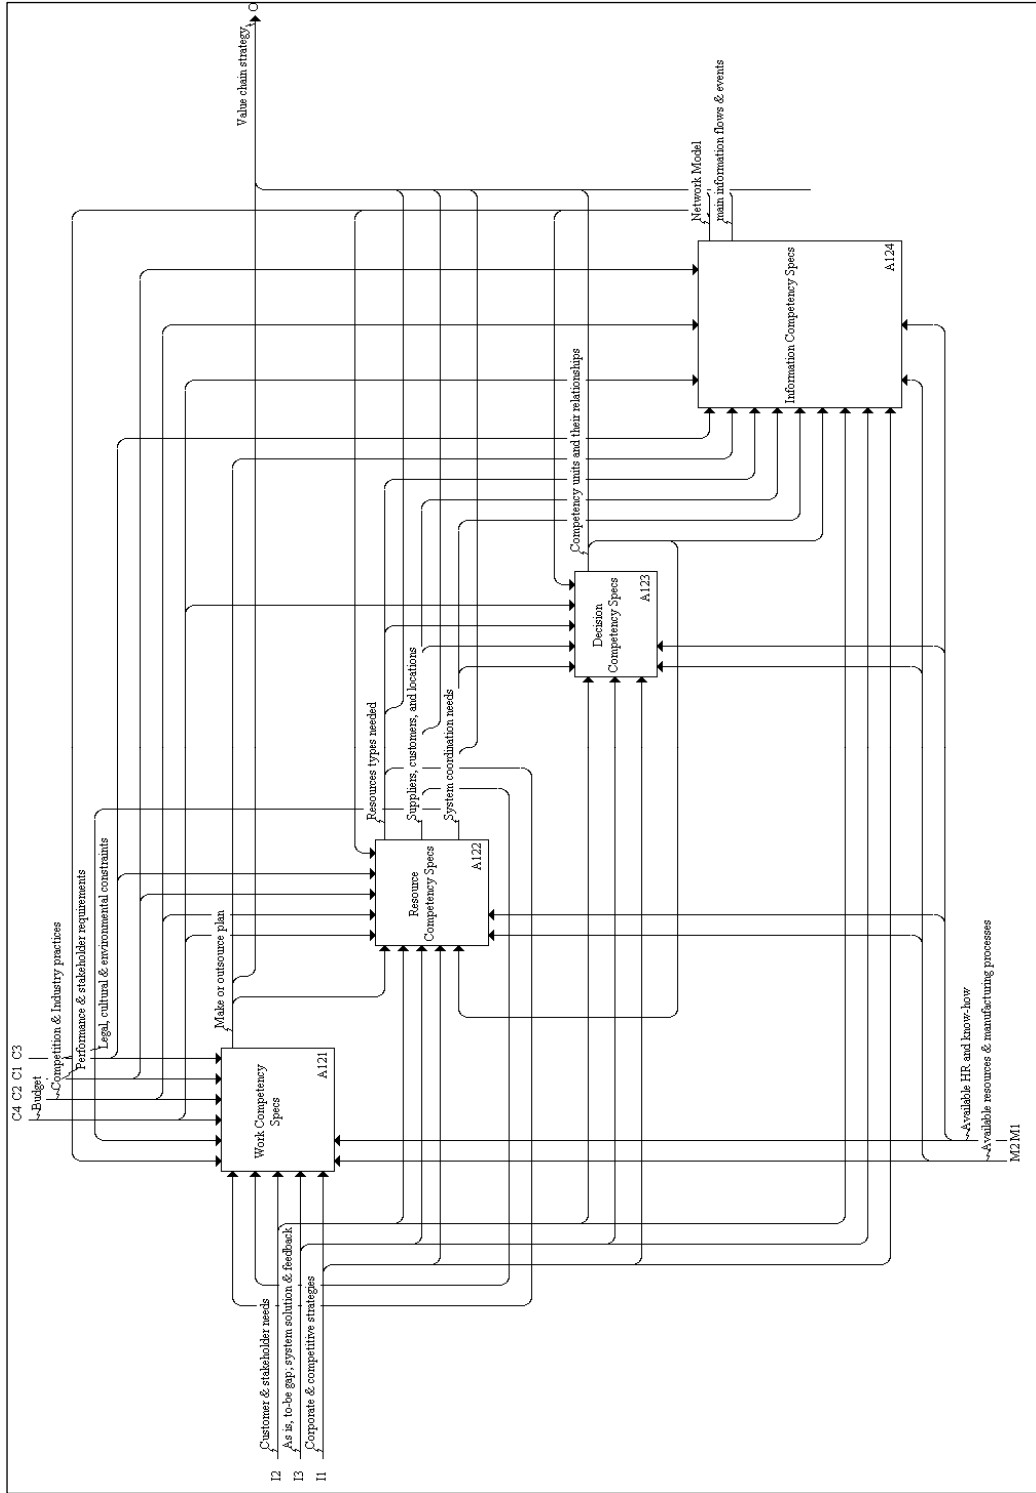 C4 C2 C1 C3
Budget
Competition & Industry practices
Performance & stakeholder requirements
Legal, cultural & environmental constraints
Value chain strategy
O
Customer & stakeholder needs
I2
As is, to-be gap; system solution & feedback
I3
Corporate & competitive strategies
I1
Work Competency
Specs
A121
Make or outsource plan
Resource
Competency Specs
A122
Resources types needed
Suppliers, customers, and locations
System coordination needs
Decision
Competency Specs
A123
Competency units and their relationships
Information Competency Specs
A124
Network Model
main information flows & events
Available HR and know-how
Available resources & manufacturing processes
M2 M1